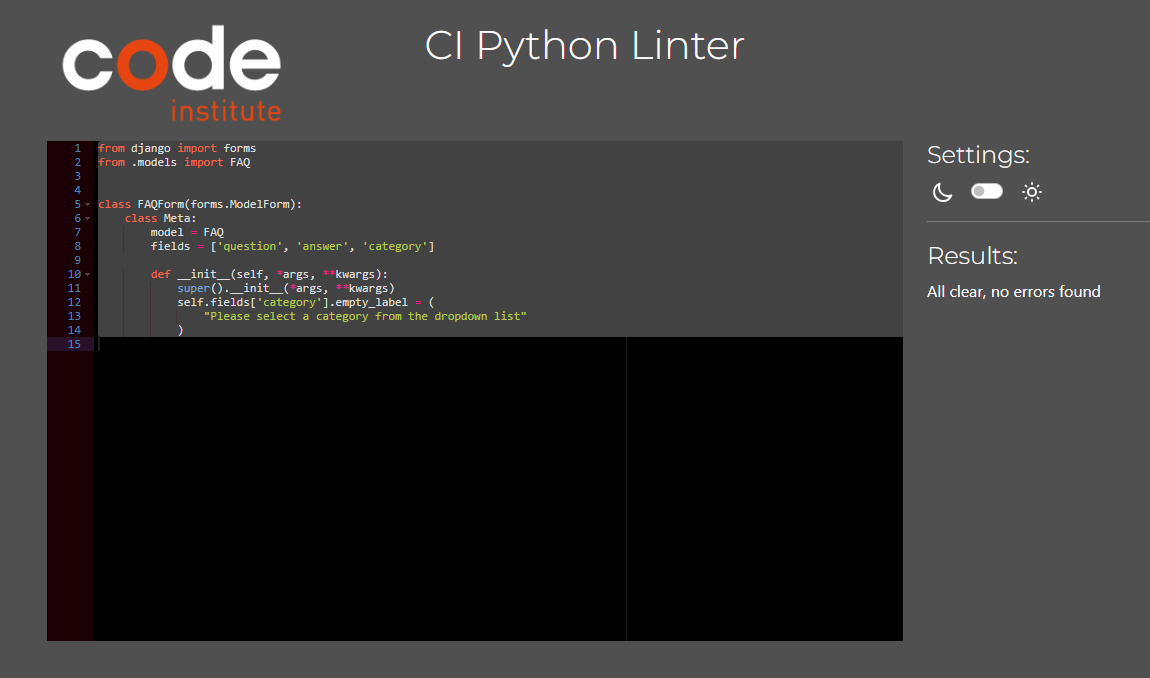 code
institute
CI Python Linter
1 from django import forms
2 from .models import FAQ
3
4
5 class FAQForm(forms.ModelForm):
6     class Meta:
7         model = FAQ
8         fields = ['question', 'answer', 'category']
9
10         def __init__(self, *args, **kwargs):
11             super().__init__(*args, **kwargs)
12             self.fields['category'].empty_label = (
13                 "Please select a category from the dropdown list"
14             )
15
Settings:
Results:
All clear, no errors found